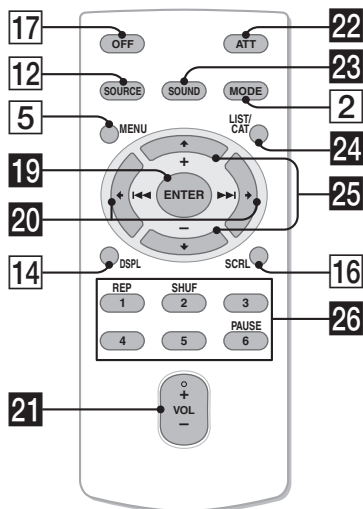 17 OFF ATT 22
12 SOURCE SOUND MODE 23
2
5 MENU LIST/CAT 24
+
19 ENTER
20 25
–
14 DSPL SCRL 16
REP SHUF
1 2 3
PAUSE
4 5 6 26
+
21 VOL
–